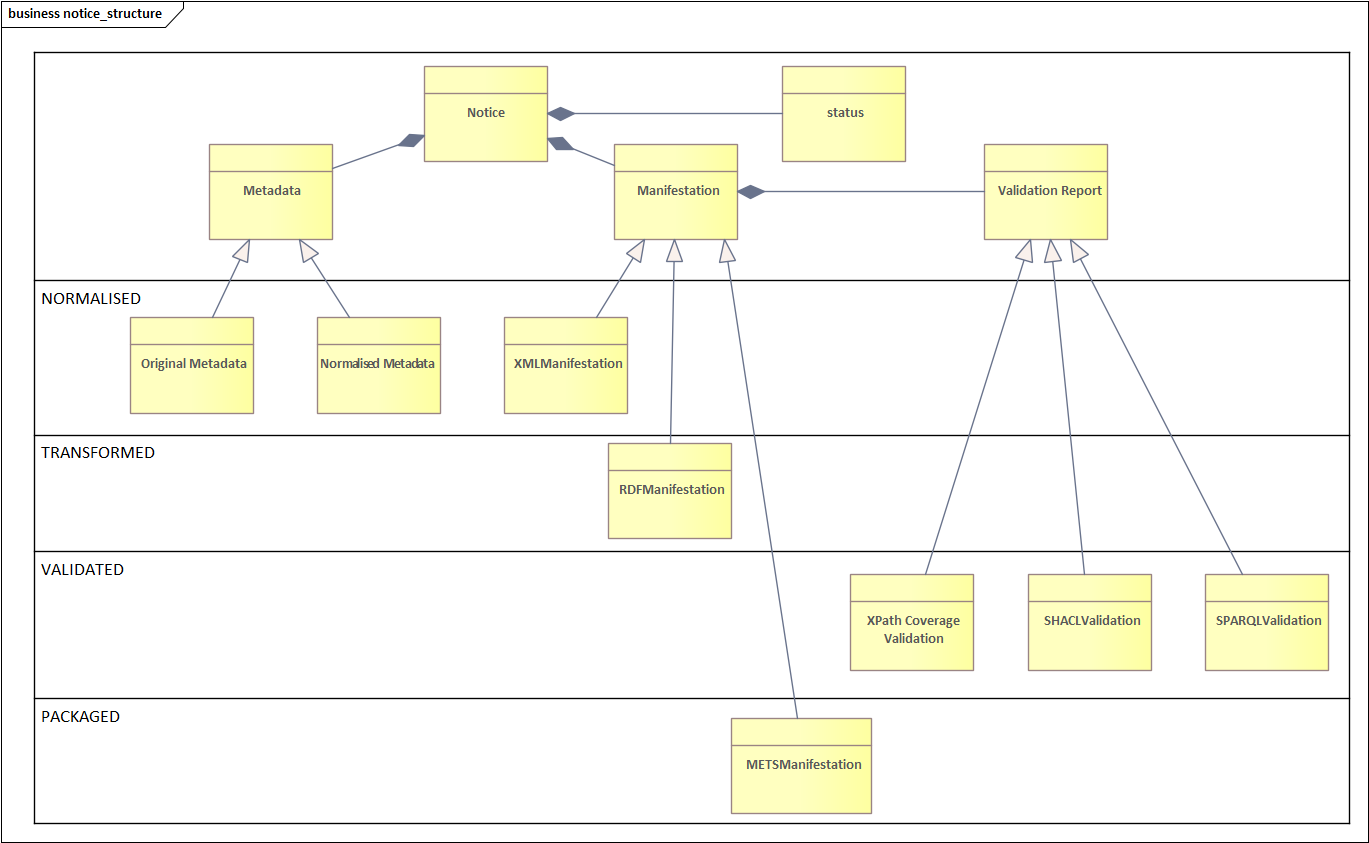 business notice_structure
Notice
status
Metadata
Manifestation
Validation Report
NORMALISED
Original Metadata
Normalised Metadata
XMLManifestation
TRANSFORMED
RDFManifestation
VALIDATED
XPath Coverage
Validation
SHACLValidation
SPARQLValidation
PACKAGED
METSManifestation